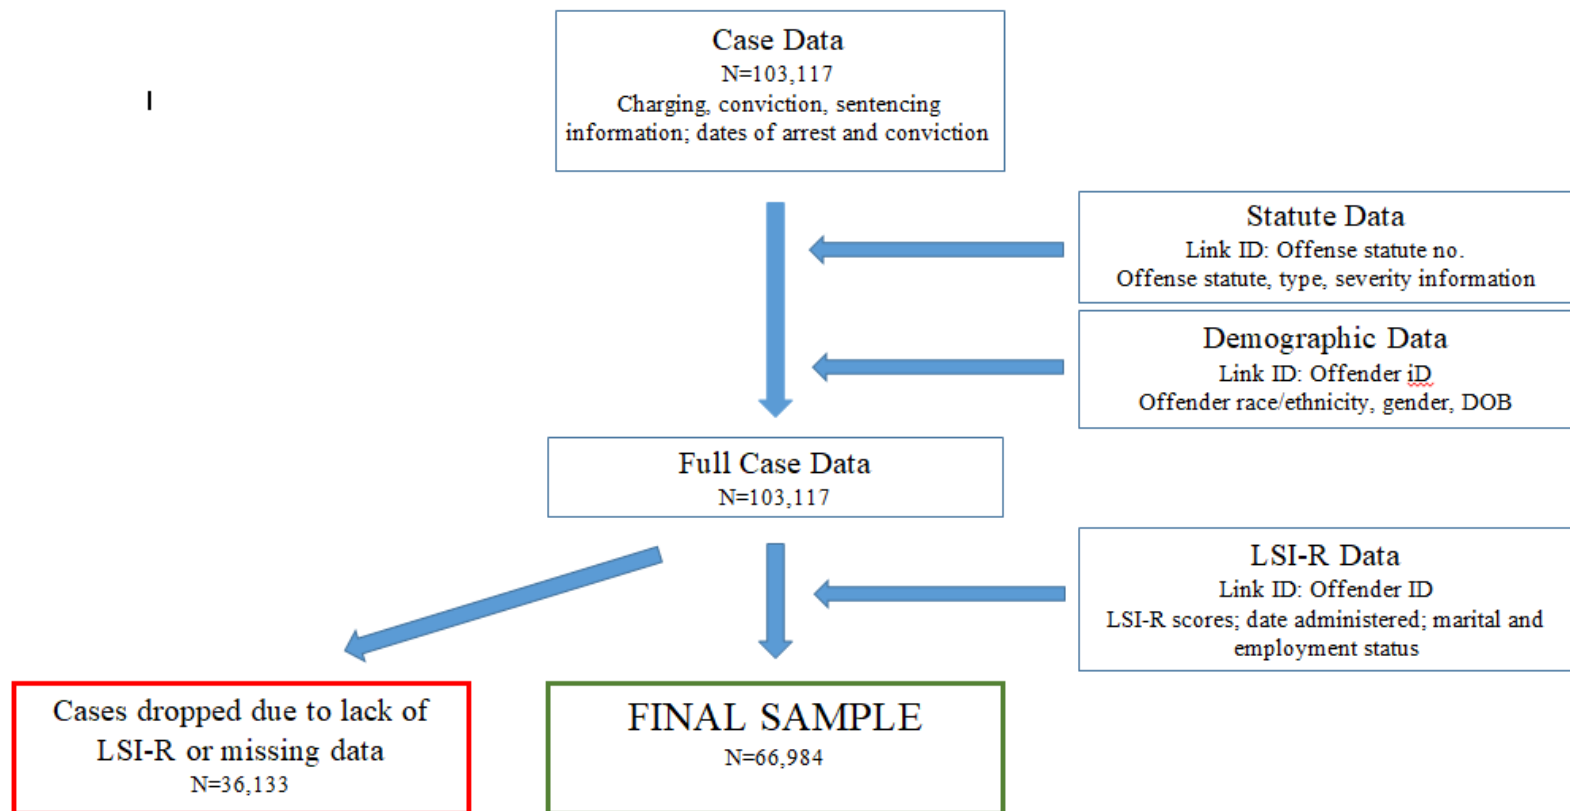 Case Data
N=103,117
Charging, conviction, sentencing
information; dates of arrest and conviction
Statute Data
Link ID: Offense statute no.
Offense statute, type, severity information
Demographic Data
Link ID: Offender iD
Offender race/ethnicity, gender, DOB
Full Case Data
N=103,117
LSI-R Data
Link ID: Offender ID
LSI-R scores; date administered; marital and
employment status
Cases dropped due to lack of
LSI-R or missing data
N=36,133
FINAL SAMPLE
N=66,984